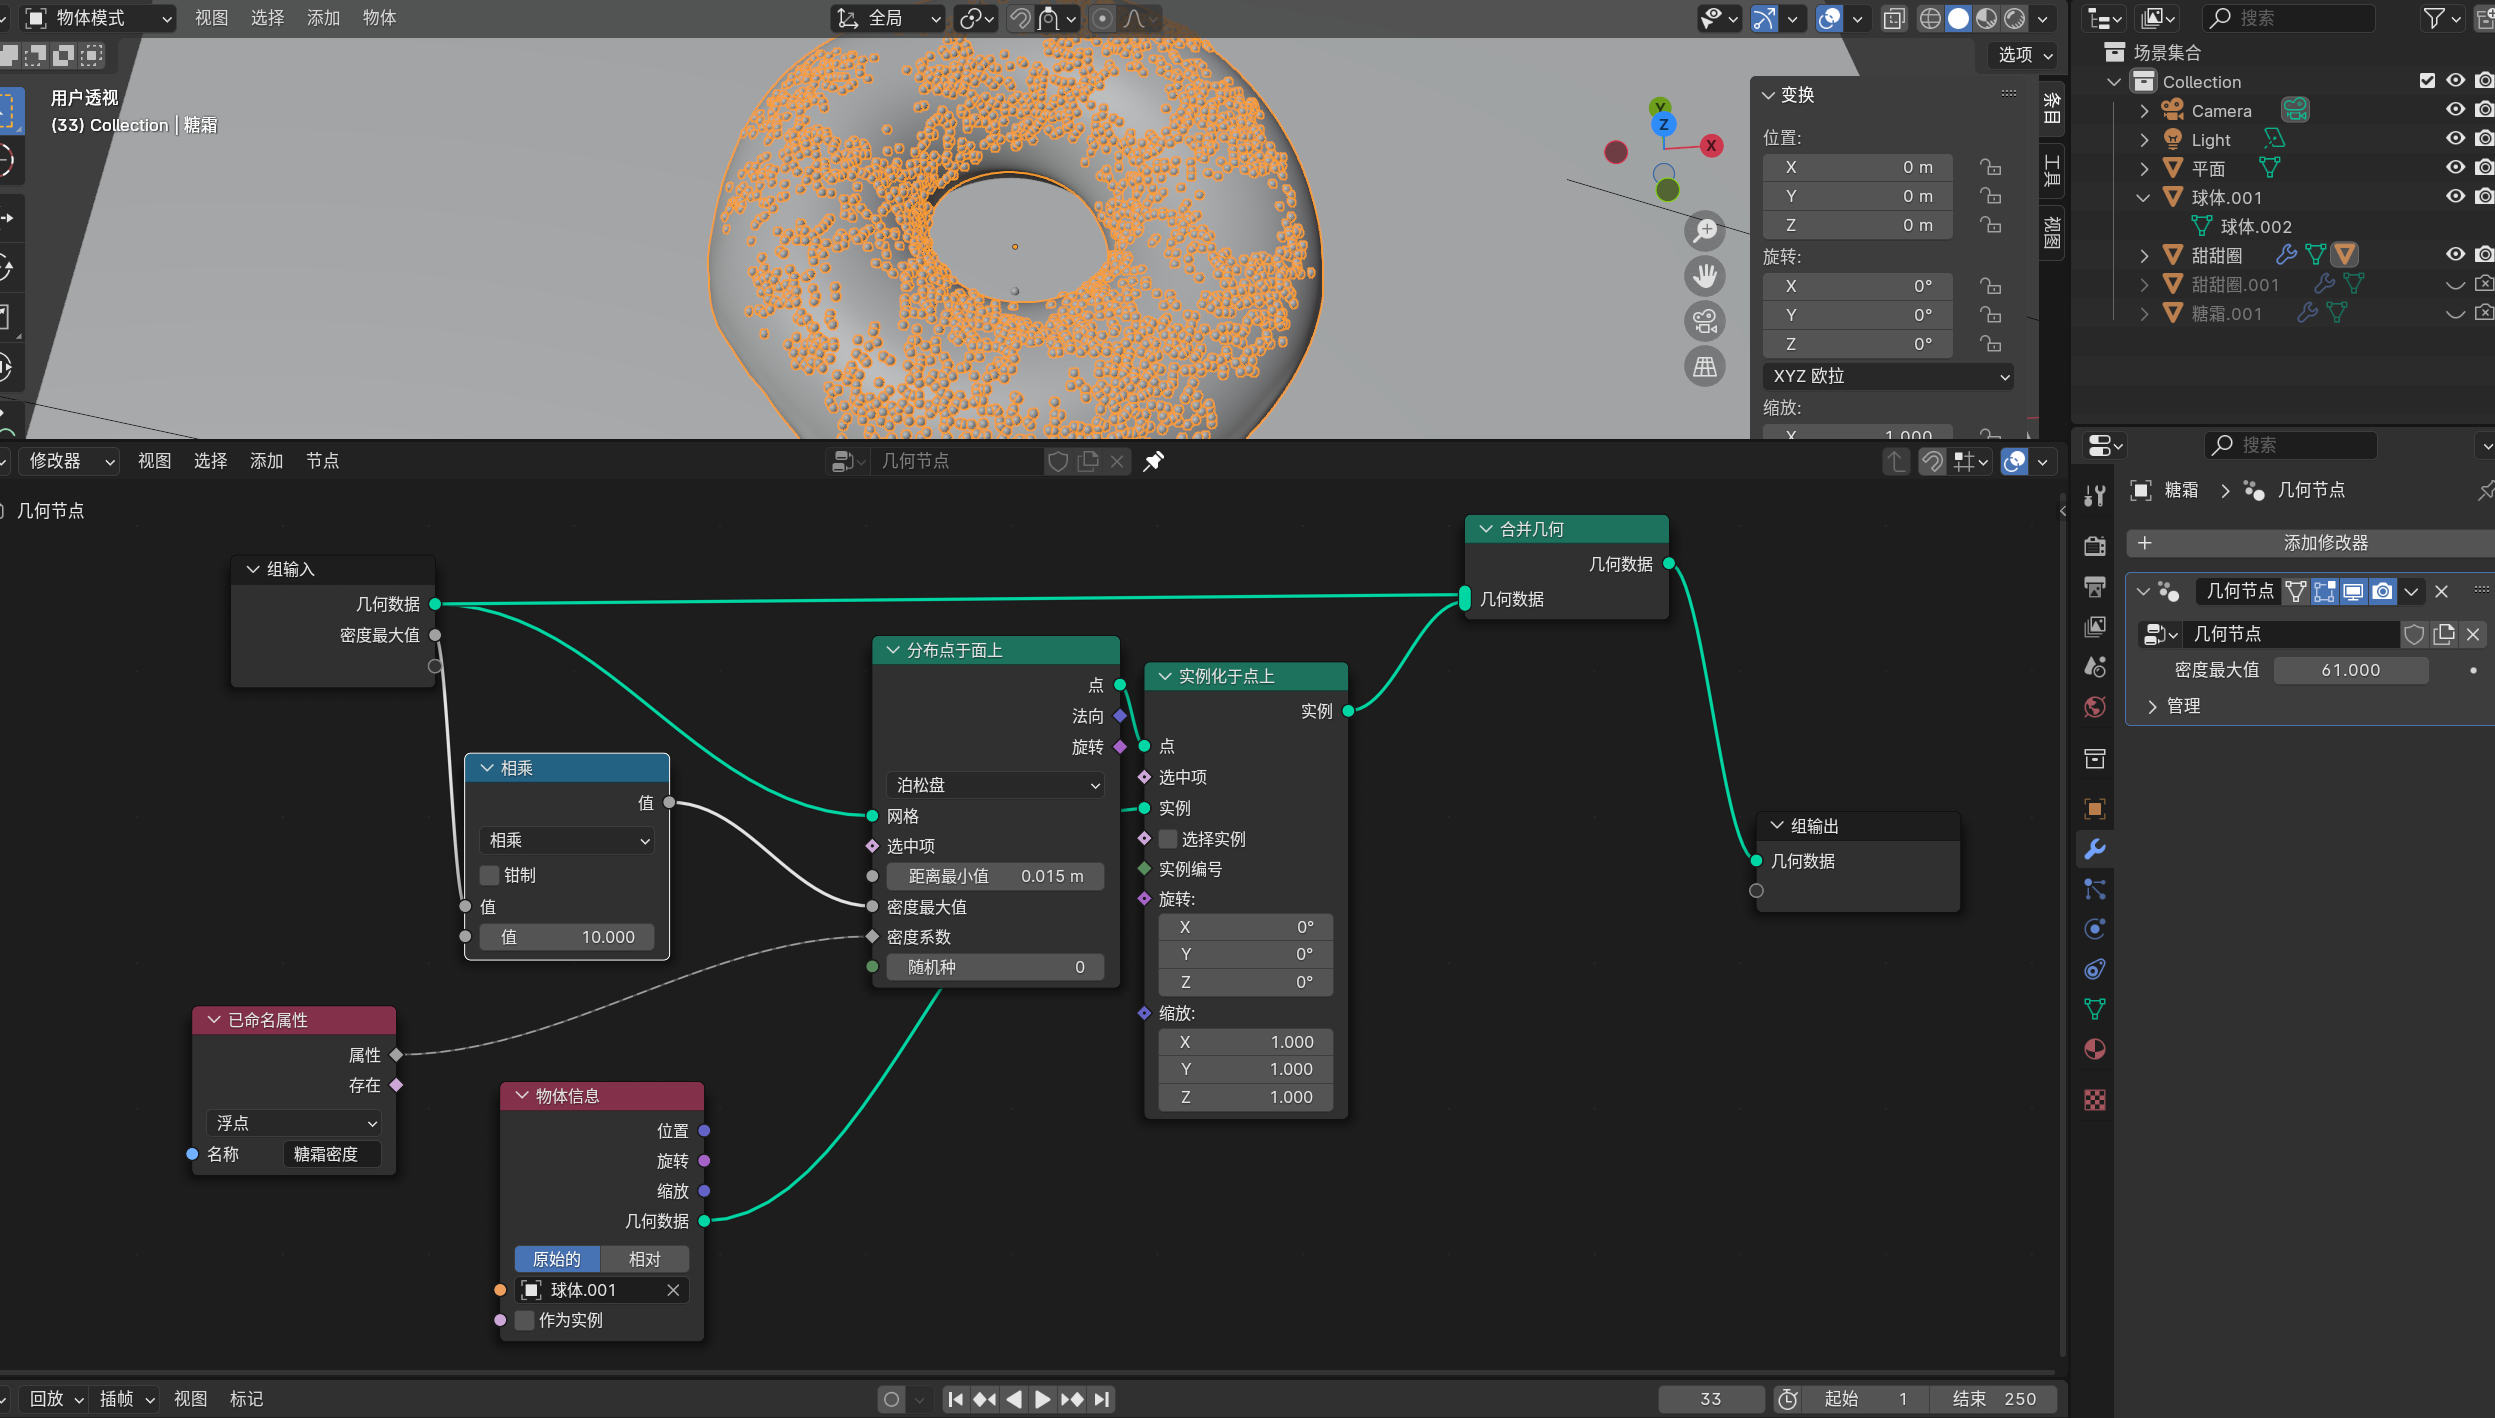 物体模式 视图 选择 添加 物体 全局 搜索
选项
用户透视
(33) Collection | 糖霜
Y
Z
X
变换
位置:
X 0 m
Y 0 m
Z 0 m
旋转:
X 0°
Y 0°
Z 0°
XYZ 欧拉
缩放:
X 1.000
条目
工具
视图
场景集合
Collection
Camera
Light
平面
球体.001
球体.002
甜甜圈
甜甜圈.001
糖霜.001
修改器 视图 选择 添加 节点 几何节点
几何节点
组输入
几何数据
密度最大值
相乘
值
相乘
钳制
值
值 10.000
已命名属性
属性
存在
浮点
名称 糖霜密度
物体信息
位置
旋转
缩放
几何数据
原始的 相对
球体.001
作为实例
分布点于面上
点
法向
旋转
泊松盘
网格
选中项
距离最小值 0.015 m
密度最大值
密度系数
随机种 0
实例化于点上
实例
点
选中项
实例
选择实例
实例编号
旋转:
X 0°
Y 0°
Z 0°
缩放:
X 1.000
Y 1.000
Z 1.000
合并几何
几何数据
几何数据
组输出
几何数据
搜索
糖霜 几何节点
添加修改器
几何节点
几何节点
密度最大值 61.000
管理
回放 插帧 视图 标记 33 起始 1 结束 250